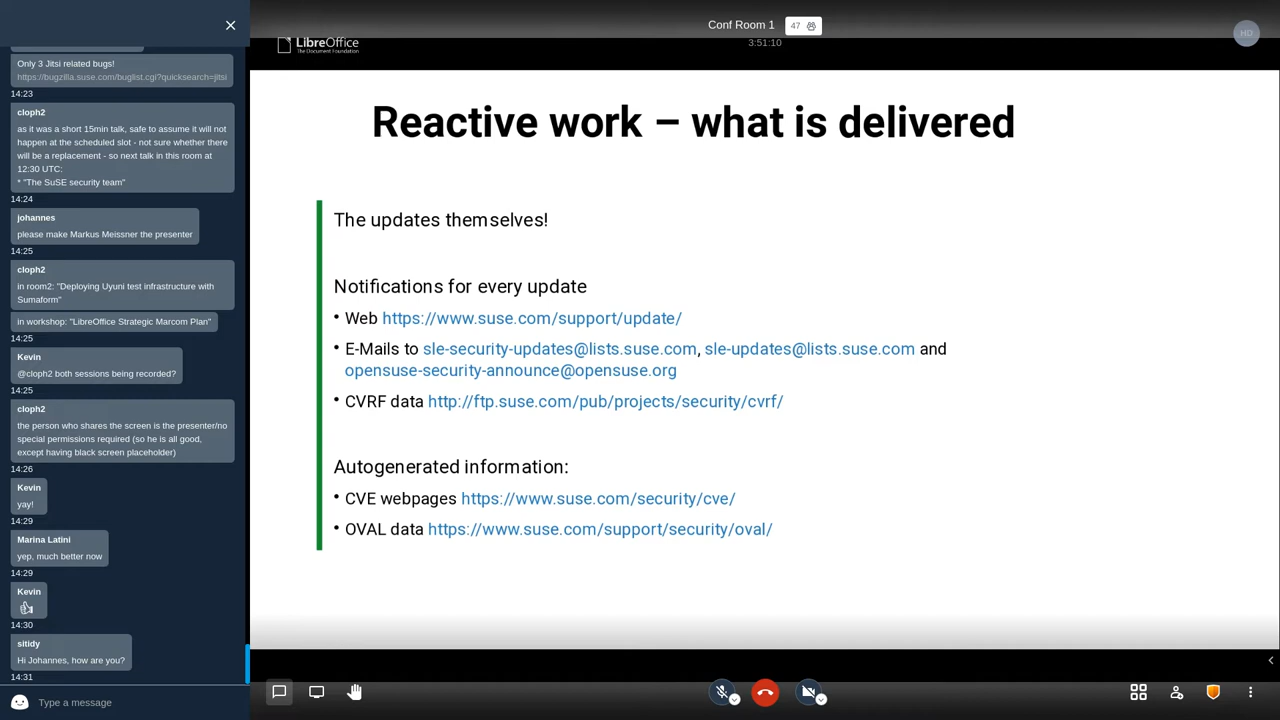 Only 3 Jitsi related bugs!
https://bugzilla.suse.com/buglist.cgi?quicksearch=jitsi
14:23
cloph2
as it was a short 15min talk, safe to assume it will not
happen at the scheduled slot - not sure whether there
will be a replacement - so next talk in this room at
12:30 UTC:
* "The SuSE security team"
14:24
johannes
please make Markus Meissner the presenter
14:25
cloph2
in room2: "Deploying Uyuni test infrastructure with
Sumaform"
in workshop: "LibreOffice Strategic Marcom Plan"
14:25
Kevin
@cloph2 both sessions being recorded?
14:25
cloph2
the person who shares the screen is the presenter/no
special permissions required (so he is all good,
except having black screen placeholder)
14:26
Kevin
yay!
14:29
Marina Latini
yep, much better now
14:29
Kevin
14:30
sitidy
Hi Johannes, how are you?
14:31
Type a message
Conf Room 1 47
3:51:10
HD
LibreOffice
The Document Foundation
Reactive work – what is delivered
The updates themselves!
Notifications for every update
• Web https://www.suse.com/support/update/
• E-Mails to sle-security-updates@lists.suse.com, sle-updates@lists.suse.com and
opensuse-security-announce@opensuse.org
• CVRF data http://ftp.suse.com/pub/projects/security/cvrf/
Autogenerated information:
• CVE webpages https://www.suse.com/security/cve/
• OVAL data https://www.suse.com/support/security/oval/